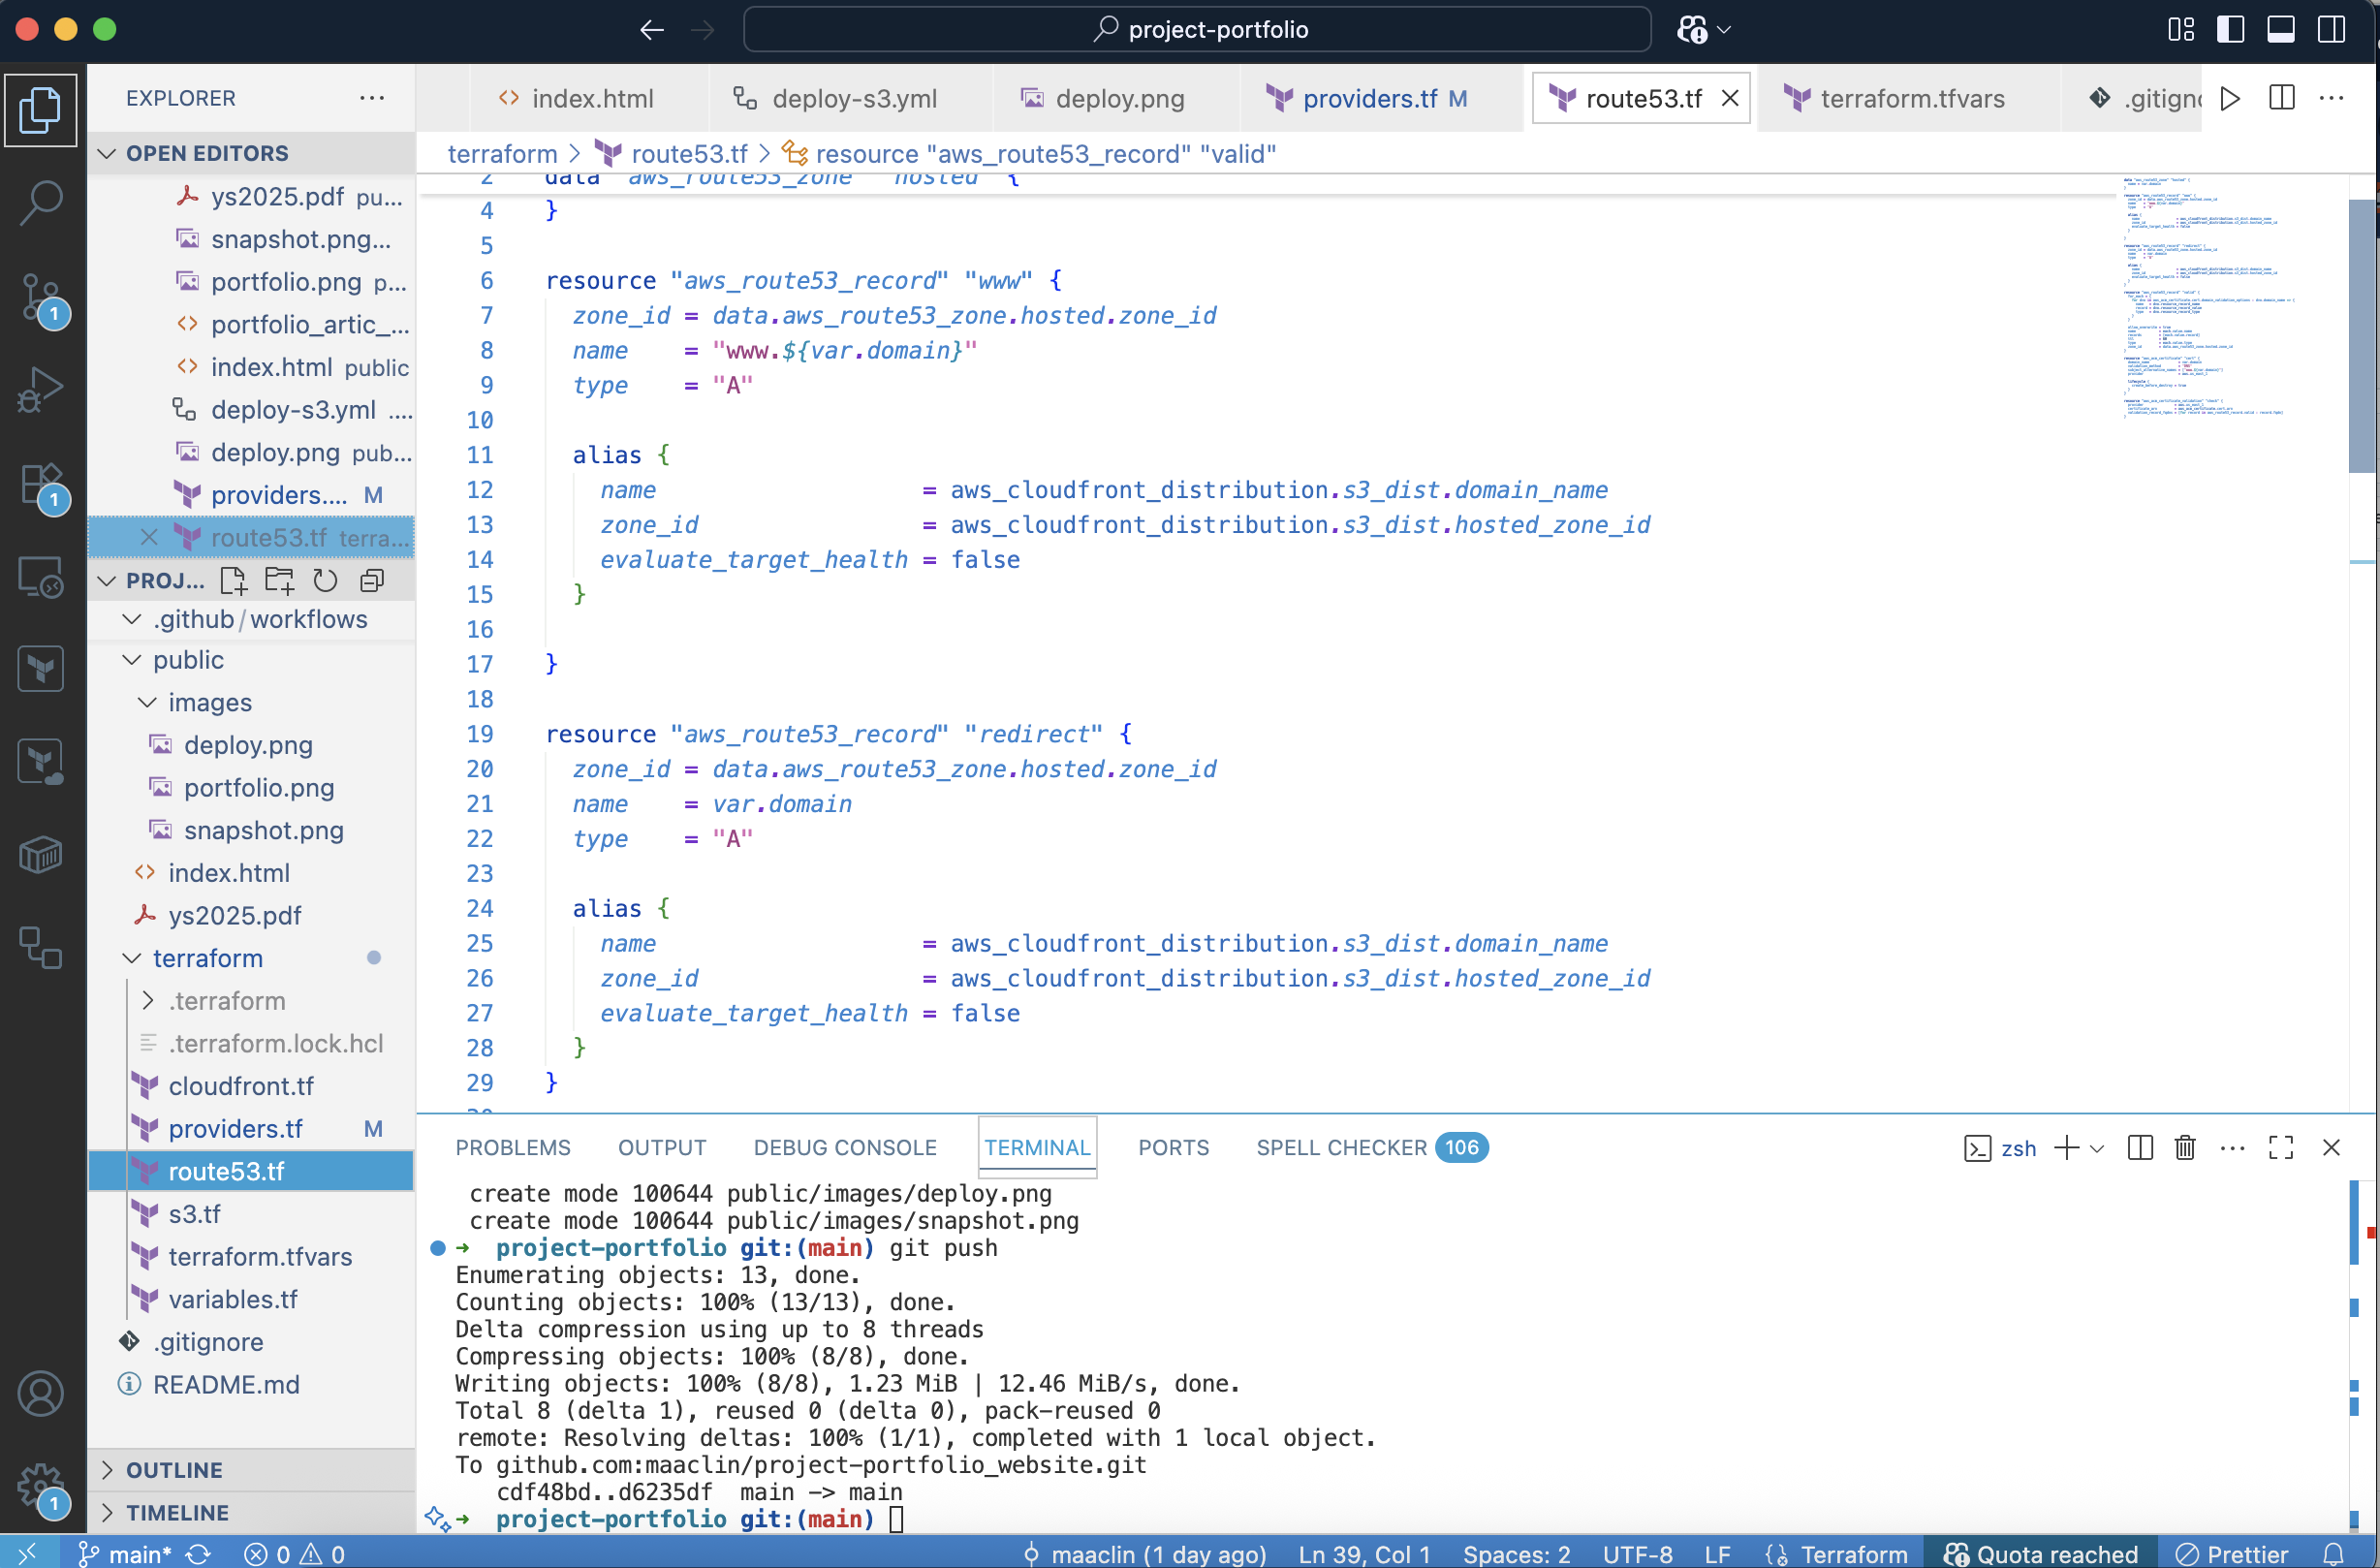 project-portfolio
EXPLORER
index.html
deploy-s3.yml
deploy.png
providers.tf M
route53.tf
terraform.tfvars
.gitigno
OPEN EDITORS
ys2025.pdf pu...
snapshot.png...
portfolio.png p...
portfolio_artic_...
index.html public
deploy-s3.yml ....
deploy.png pub...
providers.... M
route53.tf terra...
PROJ...
.github/workflows
public
images
deploy.png
portfolio.png
snapshot.png
index.html
ys2025.pdf
terraform
.terraform
.terraform.lock.hcl
cloudfront.tf
providers.tf M
route53.tf
s3.tf
terraform.tfvars
variables.tf
.gitignore
README.md
OUTLINE
TIMELINE
1
1
1
terraform > route53.tf > resource "aws_route53_record" "valid"
2 data "aws_route53_zone" "hosted" {
4 }
5
6 resource "aws_route53_record" "www" {
7 zone_id = data.aws_route53_zone.hosted.zone_id
8 name = "www.${var.domain}"
9 type = "A"
10
11 alias {
12 name = aws_cloudfront_distribution.s3_dist.domain_name
13 zone_id = aws_cloudfront_distribution.s3_dist.hosted_zone_id
14 evaluate_target_health = false
15 }
16
17 }
18
19 resource "aws_route53_record" "redirect" {
20 zone_id = data.aws_route53_zone.hosted.zone_id
21 name = var.domain
22 type = "A"
23
24 alias {
25 name = aws_cloudfront_distribution.s3_dist.domain_name
26 zone_id = aws_cloudfront_distribution.s3_dist.hosted_zone_id
27 evaluate_target_health = false
28 }
29 }
PROBLEMS OUTPUT DEBUG CONSOLE TERMINAL PORTS SPELL CHECKER 106 zsh
create mode 100644 public/images/deploy.png
create mode 100644 public/images/snapshot.png
➜ project-portfolio git:(main) git push
Enumerating objects: 13, done.
Counting objects: 100% (13/13), done.
Delta compression using up to 8 threads
Compressing objects: 100% (8/8), done.
Writing objects: 100% (8/8), 1.23 MiB | 12.46 MiB/s, done.
Total 8 (delta 1), reused 0 (delta 0), pack-reused 0
remote: Resolving deltas: 100% (1/1), completed with 1 local object.
To github.com:maaclin/project-portfolio_website.git
cdf48bd..d6235df main -> main
➜ project-portfolio git:(main)
main* 0 0 maaclin (1 day ago) Ln 39, Col 1 Spaces: 2 UTF-8 LF Terraform Quota reached Prettier